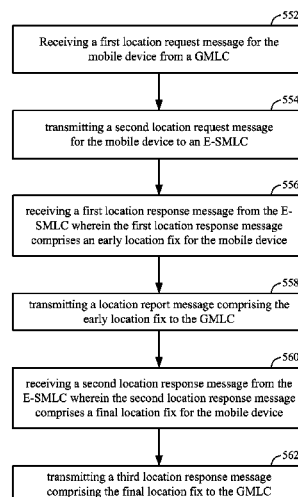 552
Receiving a first location request message for the
mobile device from a GMLC
554
transmitting a second location request message
for the mobile device to an E-SMLC
556
receiving a first location response message from the E-
SMLC wherein the first location response message
comprises an early location fix for the mobile device
558
transmitting a location report message comprising the
early location fix to the GMLC
560
receiving a second location response message from the
E-SMLC wherein the second location response message
comprises a final location fix for the mobile device
562
transmitting a third location response message
comprising the final location fix to the GMLC